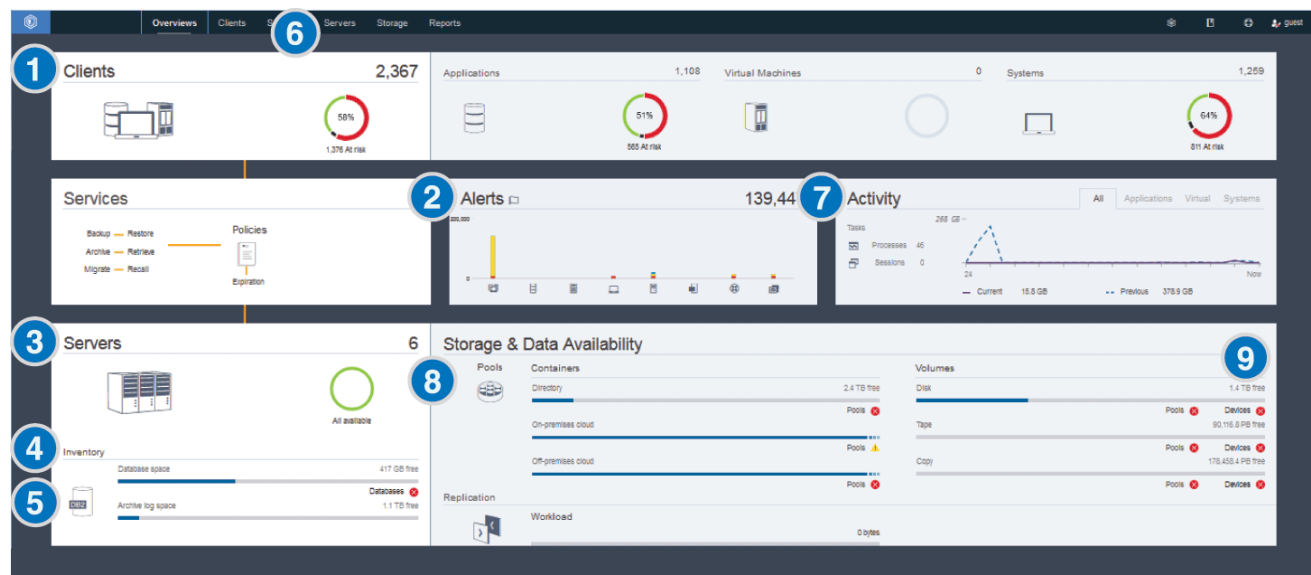 Overviews Clients Servers Storage Reports guest
6
1 Clients 2,367
58%
1,376 At risk
Applications 1,108
51%
565 At risk
Virtual Machines 0
Systems 1,259
64%
811 At risk
Services
Backup Restore
Archive Retrieve
Migrate Recall
Policies
Expiration
2 Alerts 139,44
0
7 Activity All Applications Virtual Systems
Tasks
Processes 46
Sessions 0
268 GB
24 Now
Current 15.8 GB Previous 378.9 GB
3 Servers 6
All available
4 Inventory
Database space 417 GB free
Databases
5 DB2
Archive log space 1.1 TB free
Storage & Data Availability
8 Pools
Containers
Directory 2.4 TB free
Pools
On-premises cloud
Pools
Off-premises cloud
Pools
9
Volumes
Disk 1.4 TB free
Pools Devices
Tape 90,116.8 PB free
Pools Devices
Copy 178,458.4 PB free
Pools Devices
Replication
Workload
0 bytes